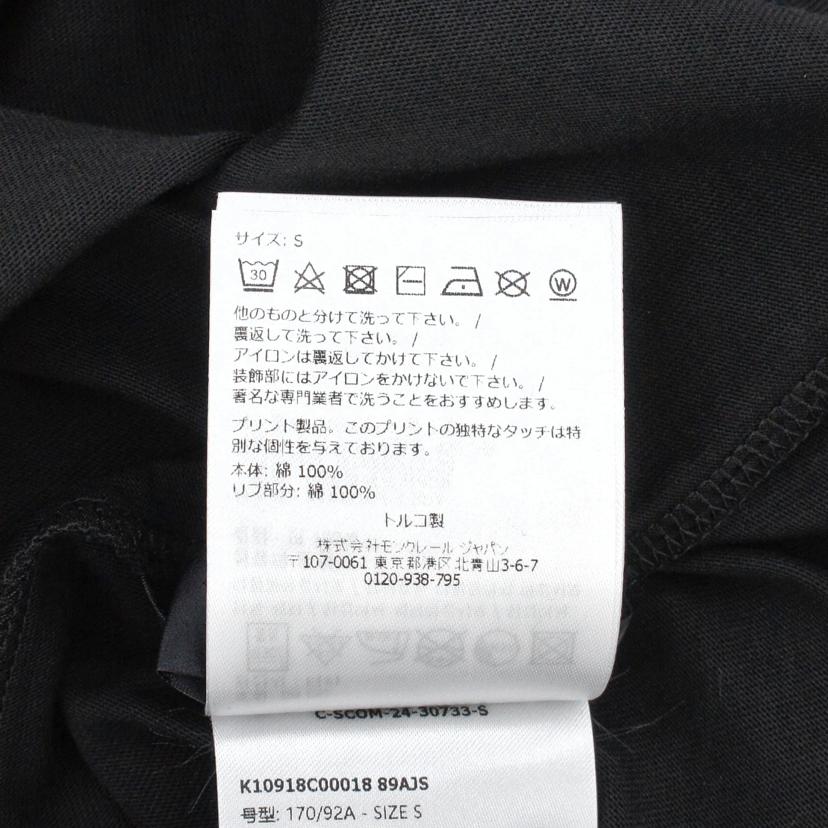 サイズ: S
30
W
他のものと分けて洗って下さい。 /
裏返して洗って下さい。 /
アイロンは裏返してかけて下さい。 /
装飾部にはアイロンをかけないで下さい。 /
著名な専門業者で洗うことをおすすめします。
プリント製品。このプリントの独特なタッチは特
別な個性を与えております。
本体: 綿 100%
リブ部分: 綿 100%
トルコ製
株式会社モンクレール ジャパン
〒107-0061 東京都港区北青山3-6-7
0120-938-795
C-SCOM-24-30733-S
K10918C00018 89AJS
号型: 170/92A - SIZE S